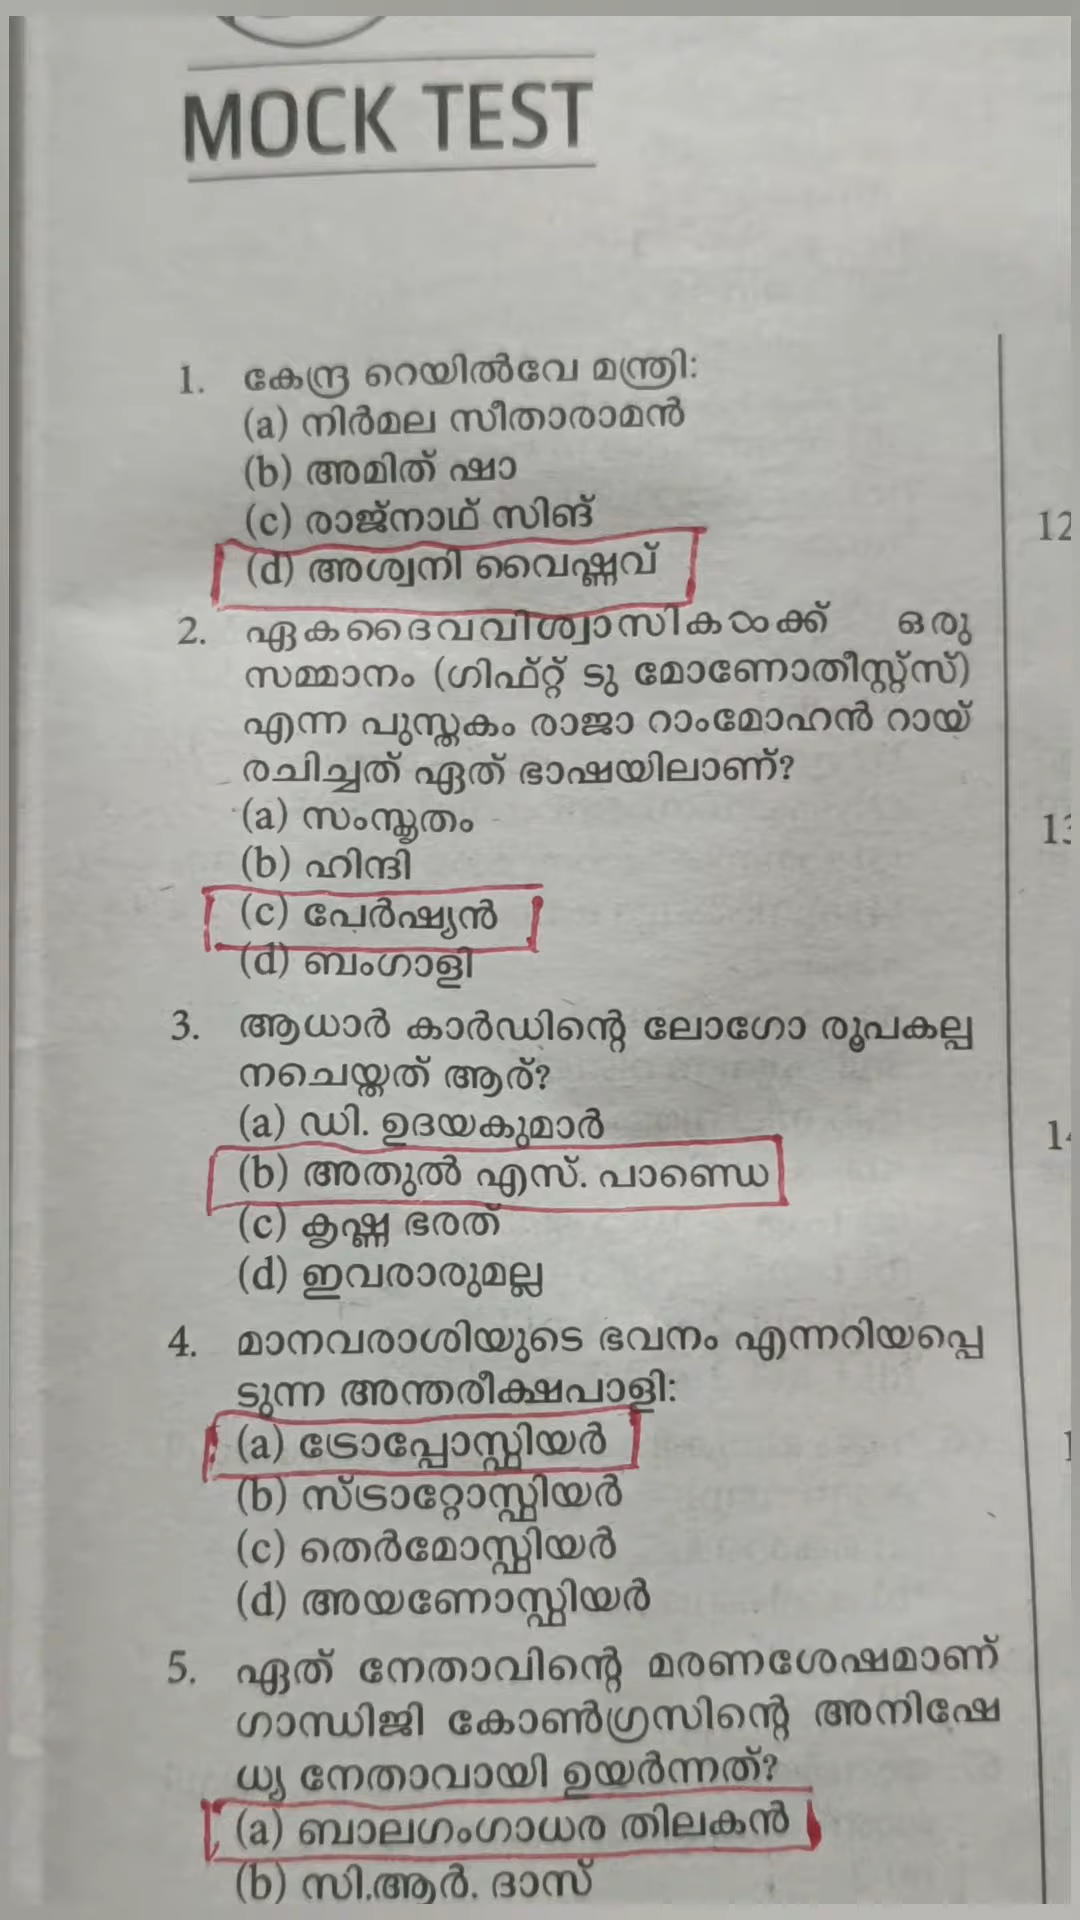 MOCK TEST
1. കേന്ദ്ര റെയിൽവേ മന്ത്രി:
(a) നിർമല സീതാരാമൻ
(b) അമിത് ഷാ
(c) രാജ്നാഥ് സിങ്
(d) അശ്വനി വൈഷ്ണവ്
2. ഏകദൈവവിശ്വാസികൾക്ക് ഒരു
സമ്മാനം (ഗിഫ്റ്റ് ടു മോണോതീസ്റ്റ്സ്)
എന്ന പുസ്തകം രാജാ റാംമോഹൻ റായ്
രചിച്ചത് ഏത് ഭാഷയിലാണ്?
(a) സംസ്കൃതം
(b) ഹിന്ദി
(c) പേർഷ്യൻ
(d) ബംഗാളി
3. ആധാർ കാർഡിന്റെ ലോഗോ രൂപകല്പ
നചെയ്തത് ആര്?
(a) ഡി. ഉദയകുമാർ
(b) അതുൽ എസ്. പാണ്ഡെ
(c) കൃഷ്ണ ഭരത്
(d) ഇവരാരുമല്ല
4. മാനവരാശിയുടെ ഭവനം എന്നറിയപ്പെ
ടുന്ന അന്തരീക്ഷപാളി:
(a) ട്രോപ്പോസ്ഫിയർ
(b) സ്ട്രാറ്റോസ്ഫിയർ
(c) തെർമോസ്ഫിയർ
(d) അയണോസ്ഫിയർ
5. ഏത് നേതാവിന്റെ മരണശേഷമാണ്
ഗാന്ധിജി കോൺഗ്രസിന്റെ അനിഷേ
ധ്യ നേതാവായി ഉയർന്നത്?
(a) ബാലഗംഗാധര തിലകൻ
(b) സി.ആർ. ദാസ്
12